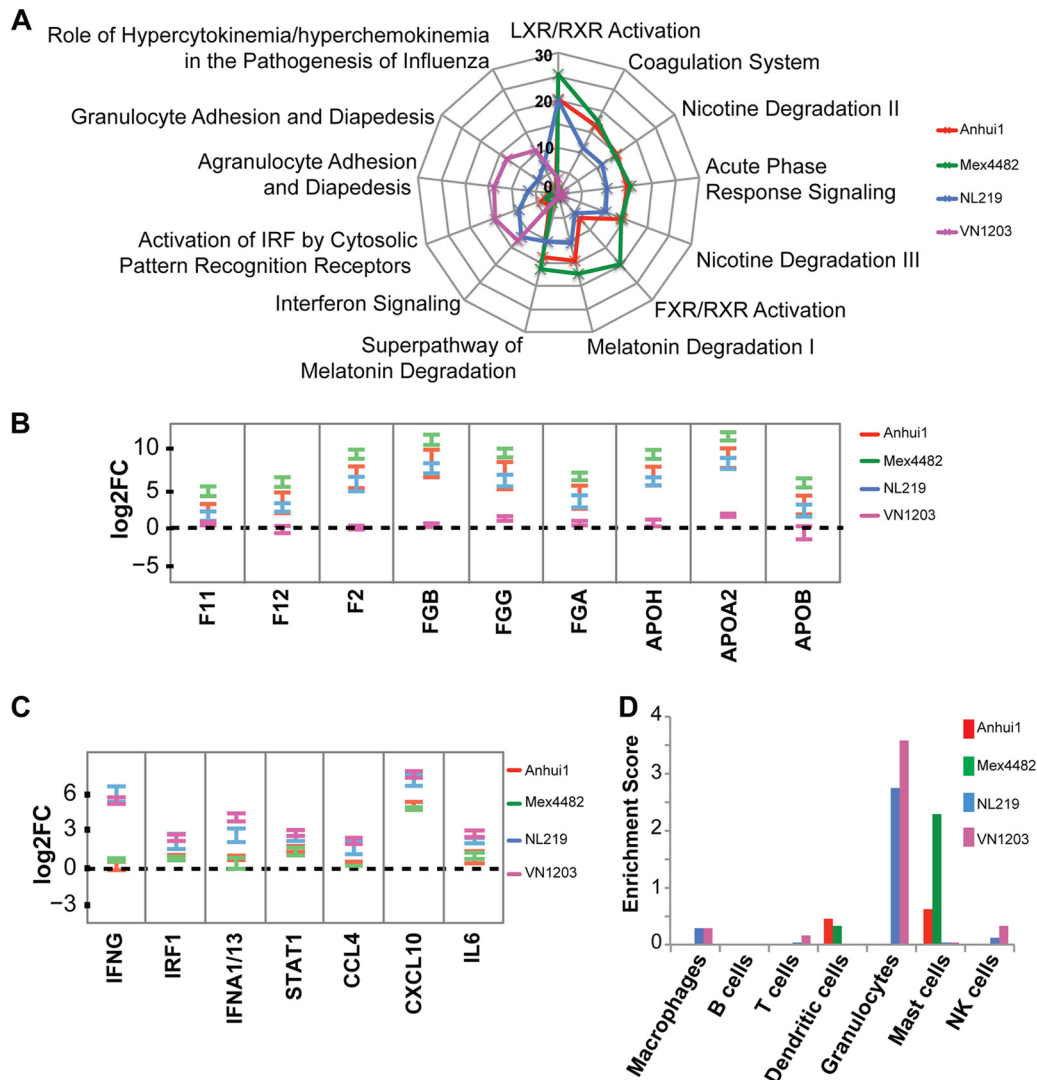 A
Role of Hypercytokinemia/hyperchemokinemia
in the Pathogenesis of Influenza
LXR/RXR Activation
Coagulation System
Nicotine Degradation II
Acute Phase
Response Signaling
Nicotine Degradation III
FXR/RXR Activation
Melatonin Degradation I
Superpathway of
Melatonin Degradation
Interferon Signaling
Activation of IRF by Cytosolic
Pattern Recognition Receptors
Agranulocyte Adhesion
and Diapedesis
Granulocyte Adhesion and Diapedesis
30
20
10
0
Anhui1
Mex4482
NL219
VN1203
B
log2FC
10
5
0
−5
F11
F12
F2
FGB
FGG
FGA
APOH
APOA2
APOB
Anhui1
Mex4482
NL219
VN1203
C
log2FC
6
3
0
−3
IFNG
IRF1
IFNA1/13
STAT1
CCL4
CXCL10
IL6
Anhui1
Mex4482
NL219
VN1203
D
Enrichment Score
4
3
2
1
0
Macrophages
B cells
T cells
Dendritic cells
Granulocytes
Mast cells
NK cells
Anhui1
Mex4482
NL219
VN1203